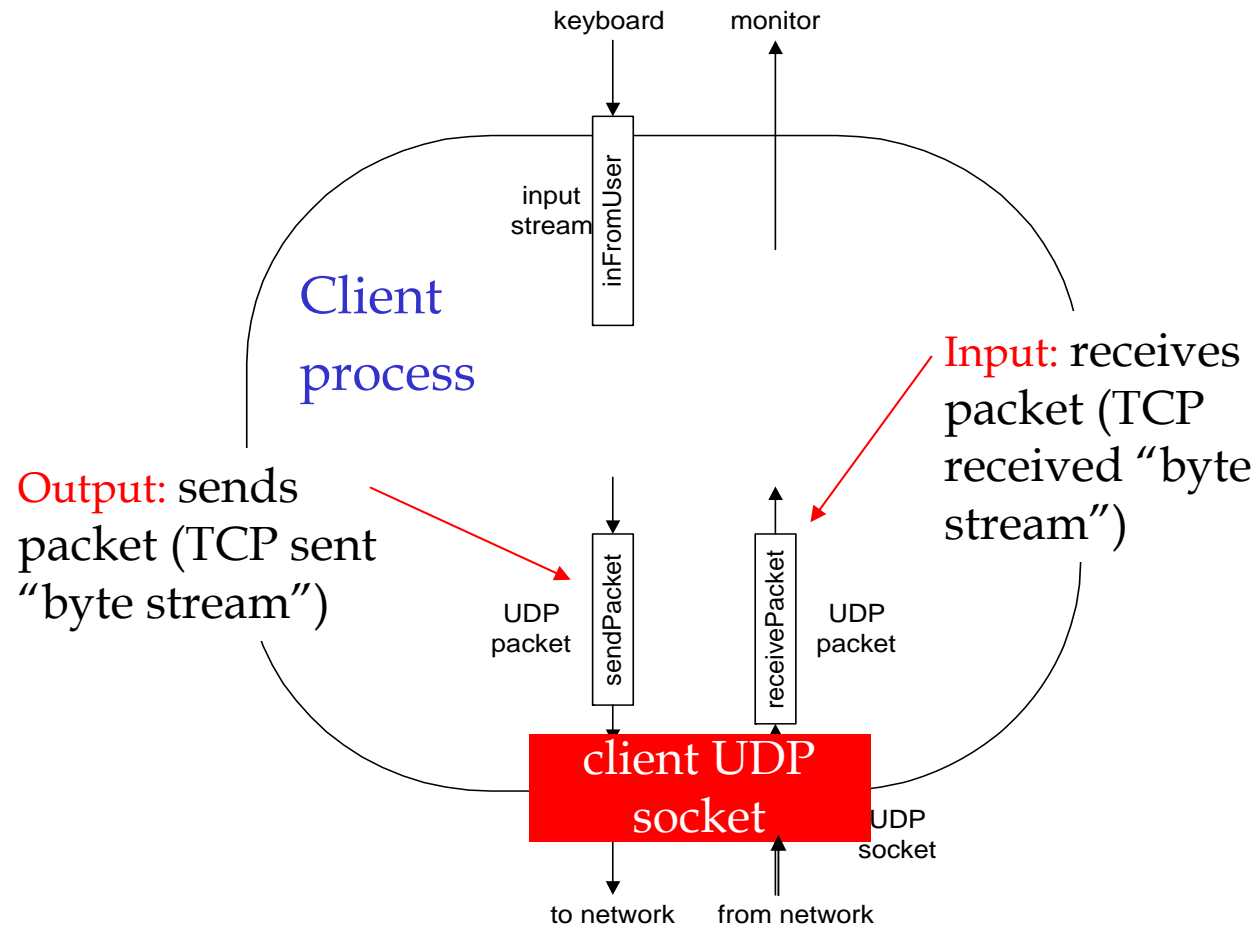 keyboard
monitor
input
stream
inFromUser
Client
process
Input: receives
packet (TCP
received “byte
stream”)
Output: sends
packet (TCP sent
“byte stream”)
UDP
packet
sendPacket
receivePacket
UDP
packet
client UDP
socket
UDP
socket
to network
from network